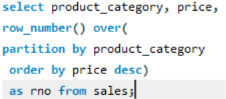 select product_category, price,
row_number() over(
partition by product_category
order by price desc)
as rno from sales;